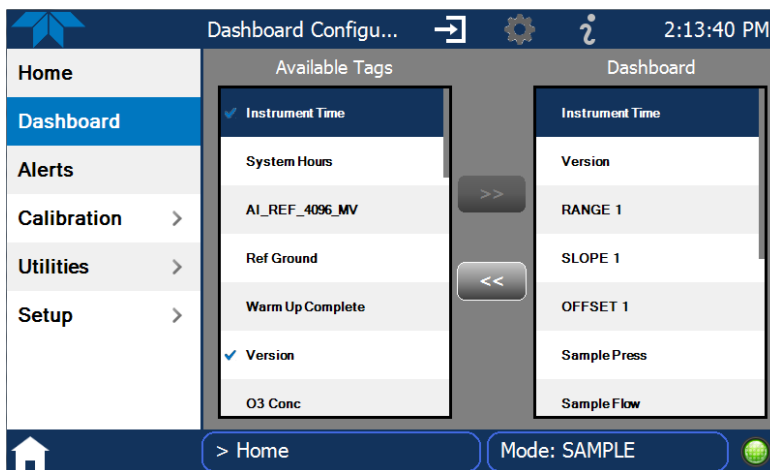 Dashboard Configu...
2:13:40 PM
Home
Dashboard
Alerts
Calibration >
Utilities >
Setup >
Available Tags
Instrument Time
System Hours
AI_REF_4096_MV
Ref Ground
Warm Up Complete
Version
O3 Conc
>>
<<
Dashboard
Instrument Time
Version
RANGE 1
SLOPE 1
OFFSET 1
Sample Press
Sample Flow
> Home
Mode: SAMPLE